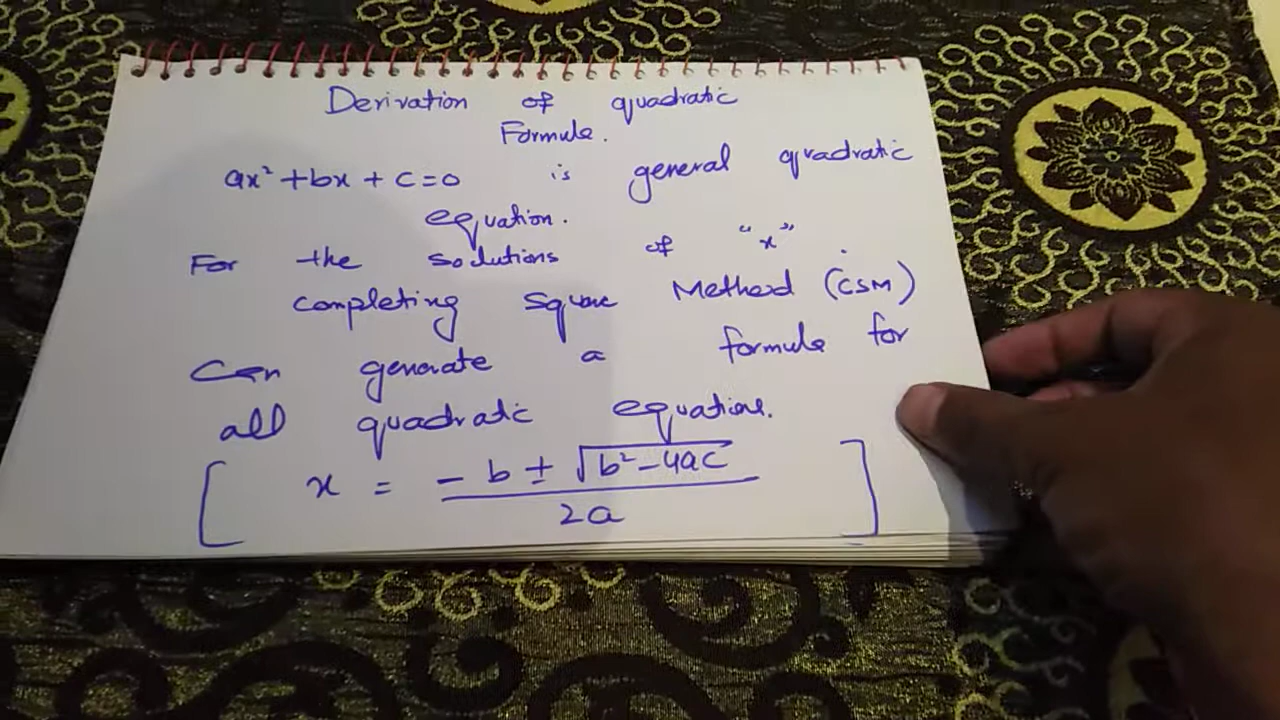 Derivation of quadratic
Formula.
ax² + bx + c = 0 is general quadratic
equation.
For the solutions of "x"
completing square Method (CSM)
Can generate a formula for
all quadratic equations.
[ x = - b ± √b² - 4ac / 2a ]